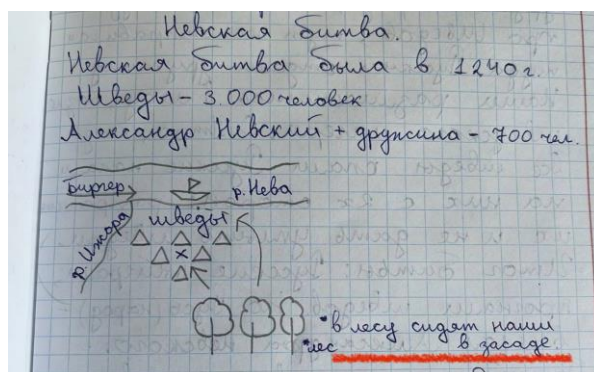 Невская битва.
Невская битва была в 1240 г.
Шведы - 3.000 человек
Александр Невский + дружина - 700 чел.
Биргер
р. Нева
р. Ижора
шведы
* в лесу сидят наши
* лес
в засаде.